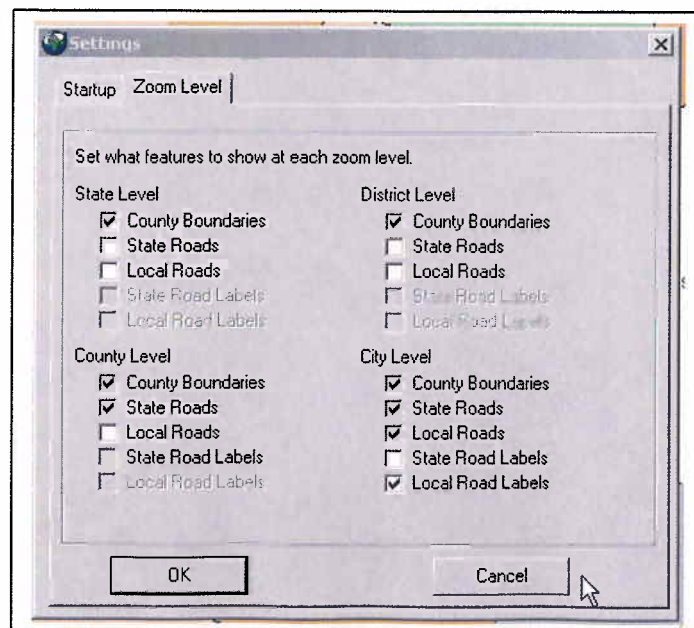 Settings
Startup Zoom Level
Set what features to show at each zoom level.
State Level
County Boundaries
State Roads
Local Roads
State Road Labels
Local Road Labels
District Level
County Boundaries
State Roads
Local Roads
State Road Labels
Local Road Labels
County Level
County Boundaries
State Roads
Local Roads
State Road Labels
Local Road Labels
City Level
County Boundaries
State Roads
Local Roads
State Road Labels
Local Road Labels
OK Cancel